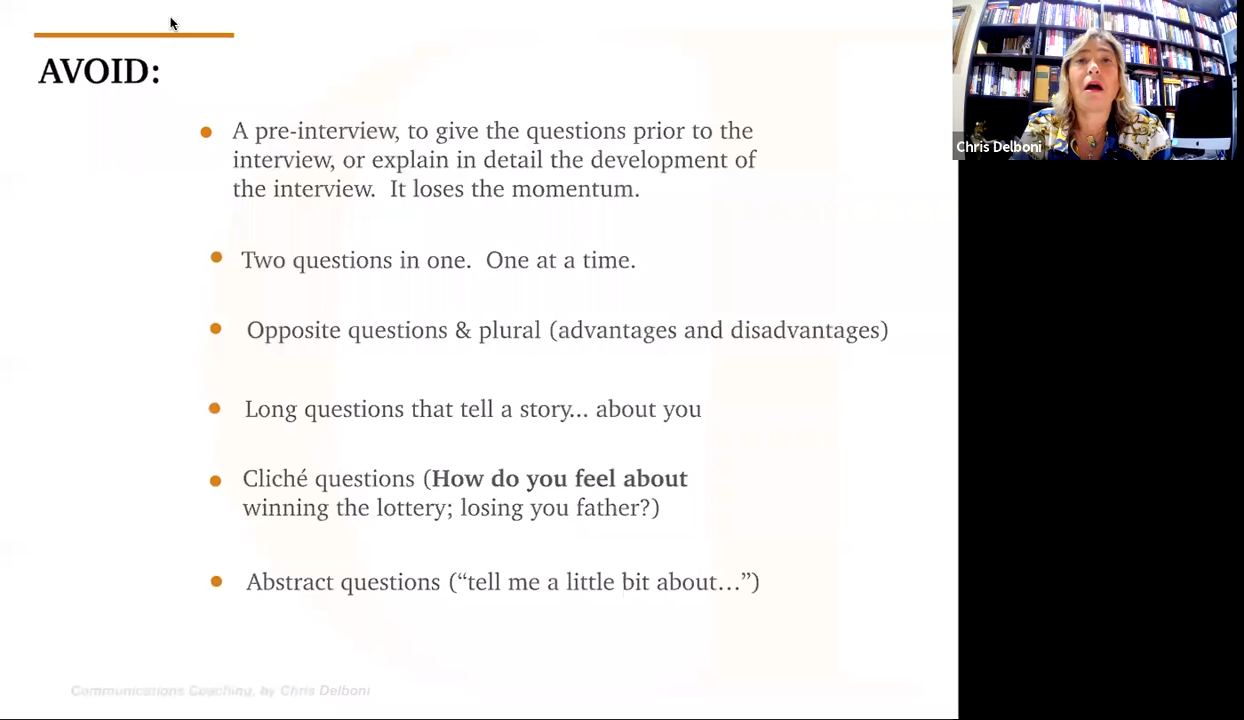 AVOID:
A pre-interview, to give the questions prior to the
interview, or explain in detail the development of
the interview.  It loses the momentum.
Two questions in one.  One at a time.
Opposite questions & plural (advantages and disadvantages)
Long questions that tell a story... about you
Cliché questions (How do you feel about
winning the lottery; losing you father?)
Abstract questions (“tell me a little bit about…”)
Communications Coaching, by Chris Delboni
Chris Delboni